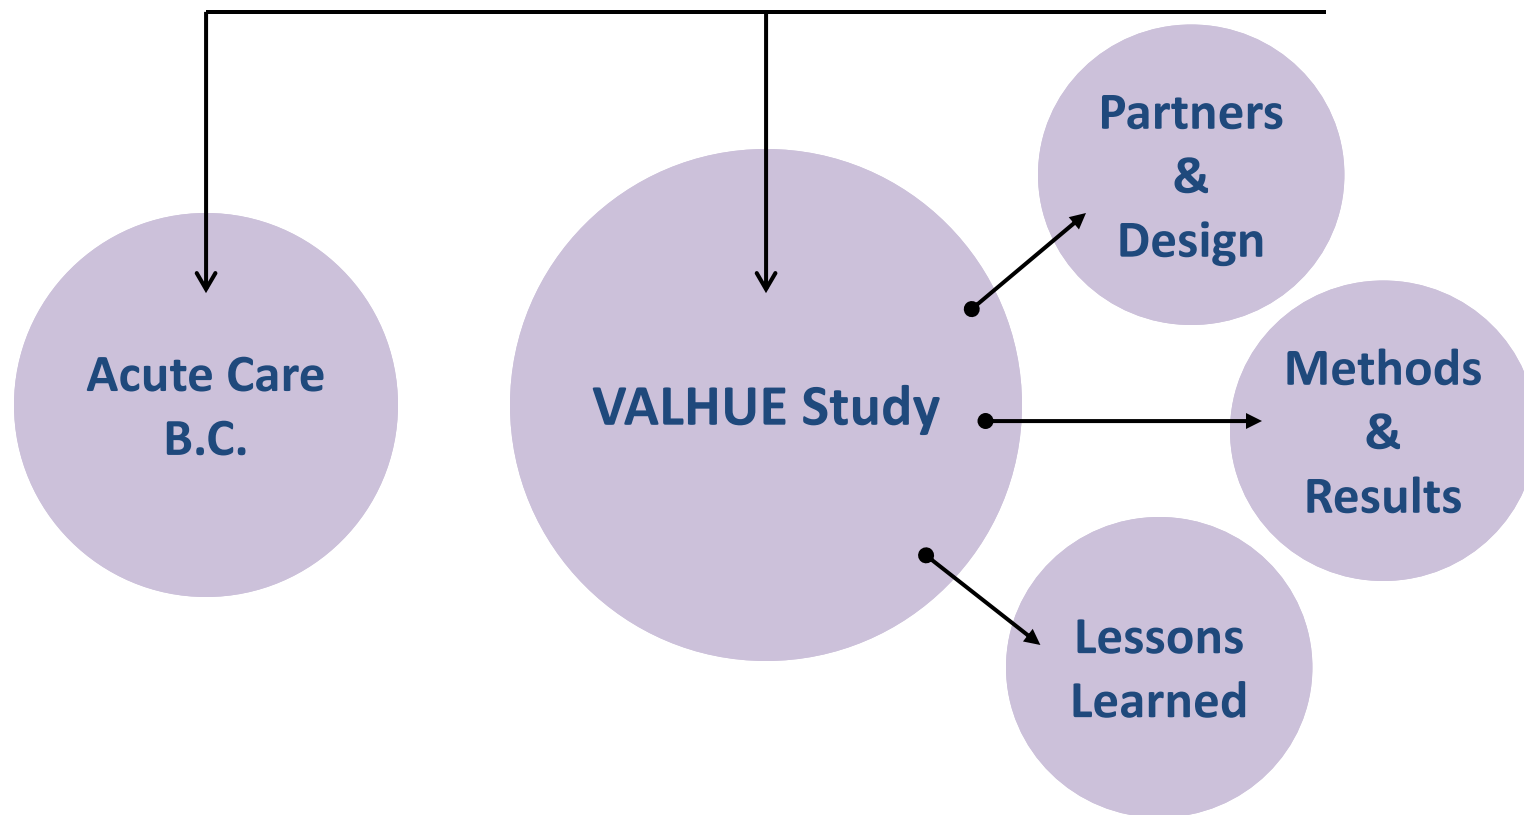 Acute Care
B.C.
VALHUE Study
Partners
&
Design
Methods
&
Results
Lessons
Learned